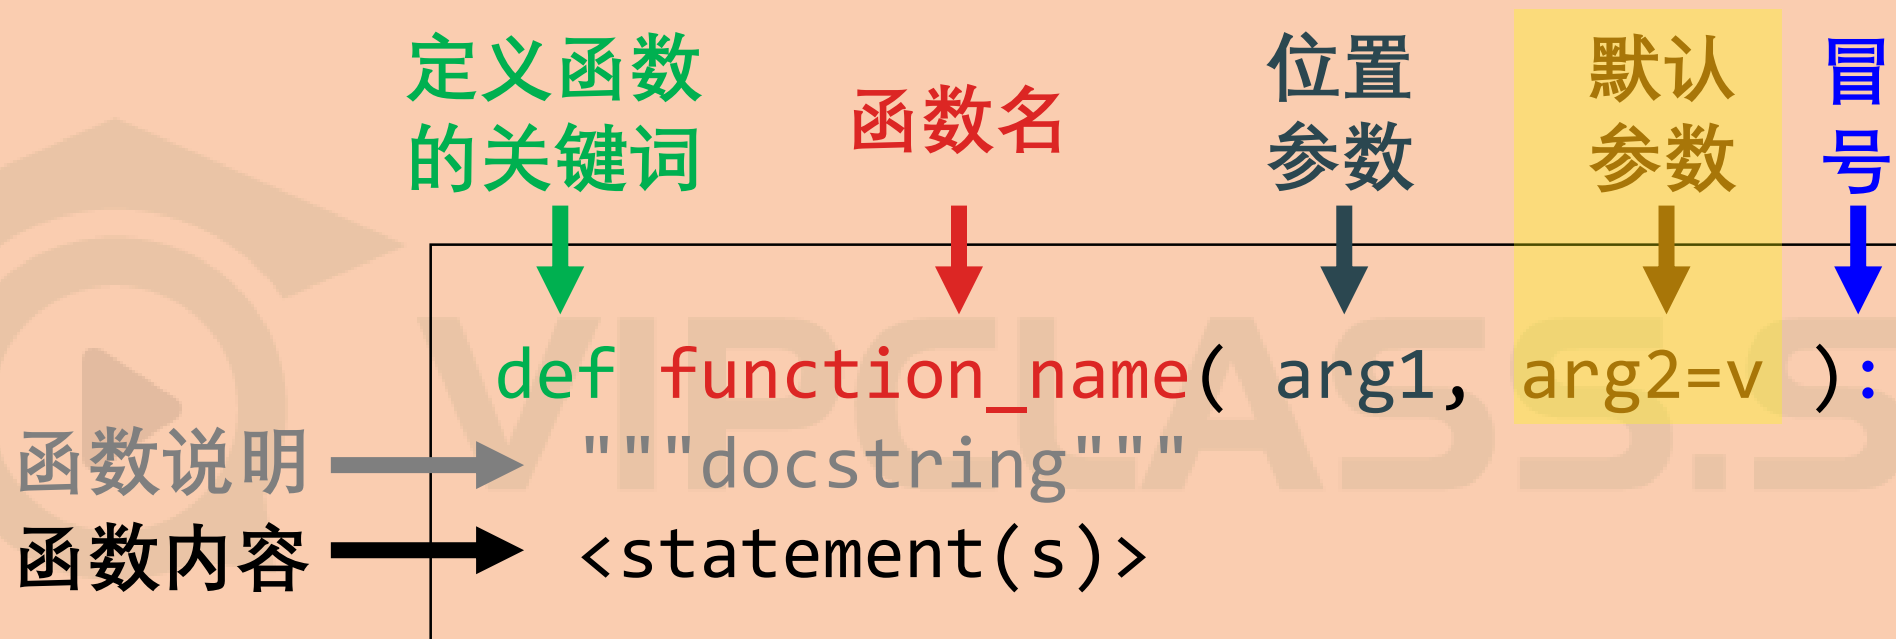 定义函数
的关键词
函数名
位置
参数
默认
参数
冒
号
def function_name( arg1, arg2=v ):
函数说明
"""docstring"""
函数内容
<statement(s)>
VIPCLASS.S